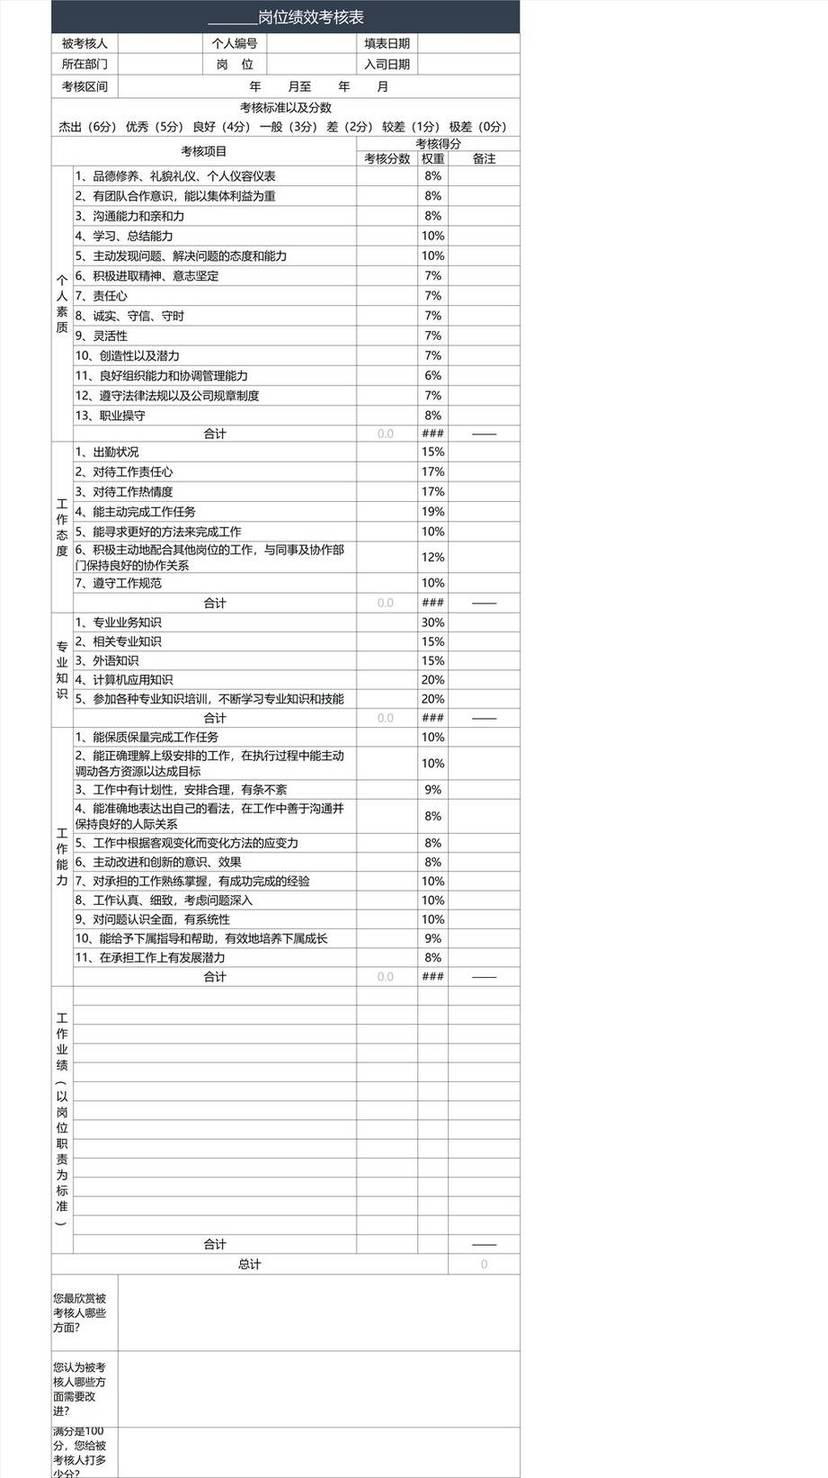 _______岗位绩效考核表
被考核人 个人编号 填表日期
所在部门 岗 位 入司日期
考核区间 年 月至 年 月
考核标准以及分数
杰出（6分） 优秀（5分） 良好（4分） 一般（3分） 差（2分） 较差（1分） 极差（0分）
考核项目 考核得分
考核分数 权重 备注
个人素质
1、品德修养、礼貌礼仪、个人仪容仪表 8%
2、有团队合作意识，能以集体利益为重 8%
3、沟通能力和亲和力 8%
4、学习、总结能力 10%
5、主动发现问题、解决问题的态度和能力 10%
6、积极进取精神、意志坚定 7%
7、责任心 7%
8、诚实、守信、守时 7%
9、灵活性 7%
10、创造性以及潜力 7%
11、良好组织能力和协调管理能力 6%
12、遵守法律法规以及公司规章制度 7%
13、职业操守 8%
合计 0.0 ### ——
工作态度
1、出勤状况 15%
2、对待工作责任心 17%
3、对待工作热情度 17%
4、能主动完成工作任务 19%
5、能寻求更好的方法来完成工作 10%
6、积极主动地配合其他岗位的工作，与同事及协作部
门保持良好的协作关系 12%
7、遵守工作规范 10%
合计 0.0 ### ——
专业知识
1、专业业务知识 30%
2、相关专业知识 15%
3、外语知识 15%
4、计算机应用知识 20%
5、参加各种专业知识培训，不断学习专业知识和技能 20%
合计 0.0 ### ——
工作能力
1、能保质保量完成工作任务 10%
2、能正确理解上级安排的工作，在执行过程中能主动
调动各方资源以达成目标 10%
3、工作中有计划性，安排合理，有条不紊 9%
4、能准确地表达出自己的看法，在工作中善于沟通并
保持良好的人际关系 8%
5、工作中根据客观变化而变化方法的应变力 8%
6、主动改进和创新的意识、效果 8%
7、对承担的工作熟练掌握，有成功完成的经验 10%
8、工作认真、细致，考虑问题深入 10%
9、对问题认识全面，有系统性 10%
10、能给予下属指导和帮助，有效地培养下属成长 9%
11、在承担工作上有发展潜力 8%
合计 0.0 ### ——
工作业绩（以岗位职责为标准）
合计 ——
总计 0
您最欣赏被
考核人哪些
方面？
您认为被考
核人哪些方
面需要改
进？
满分是100
分，您给被
考核人打多
少分？